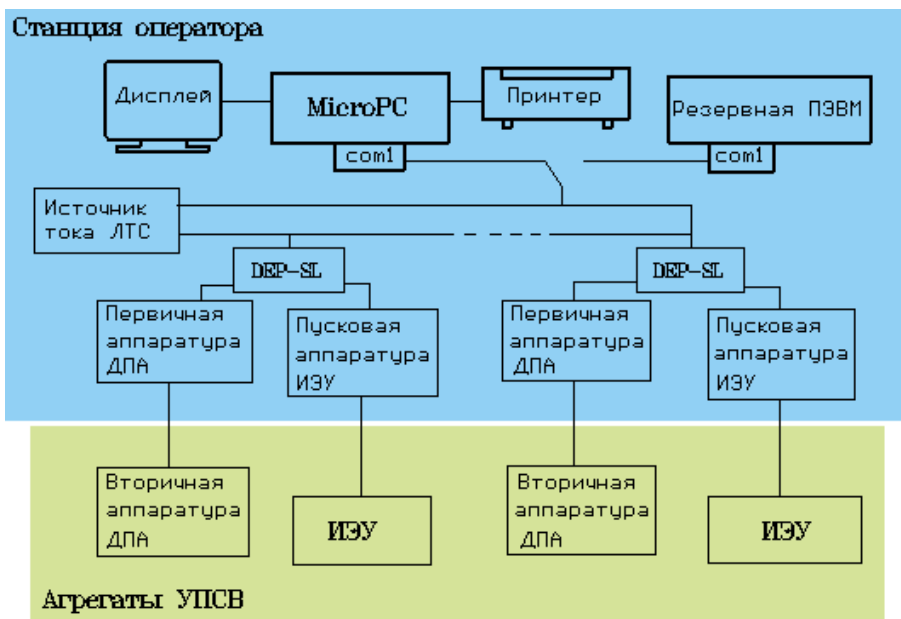 Станция оператора
Дисплей
MicroPC
Принтер
Резервная ПЭВМ
com1
com1
Источник
тока ЛТС
DEP-SL
DEP-SL
Первичная
аппаратура
ДПА
Пусковая
аппаратура
ИЭУ
Первичная
аппаратура
ДПА
Пусковая
аппаратура
ИЭУ
Вторичная
аппаратура
ДПА
ИЭУ
Вторичная
аппаратура
ДПА
ИЭУ
Агрегаты УПСВ